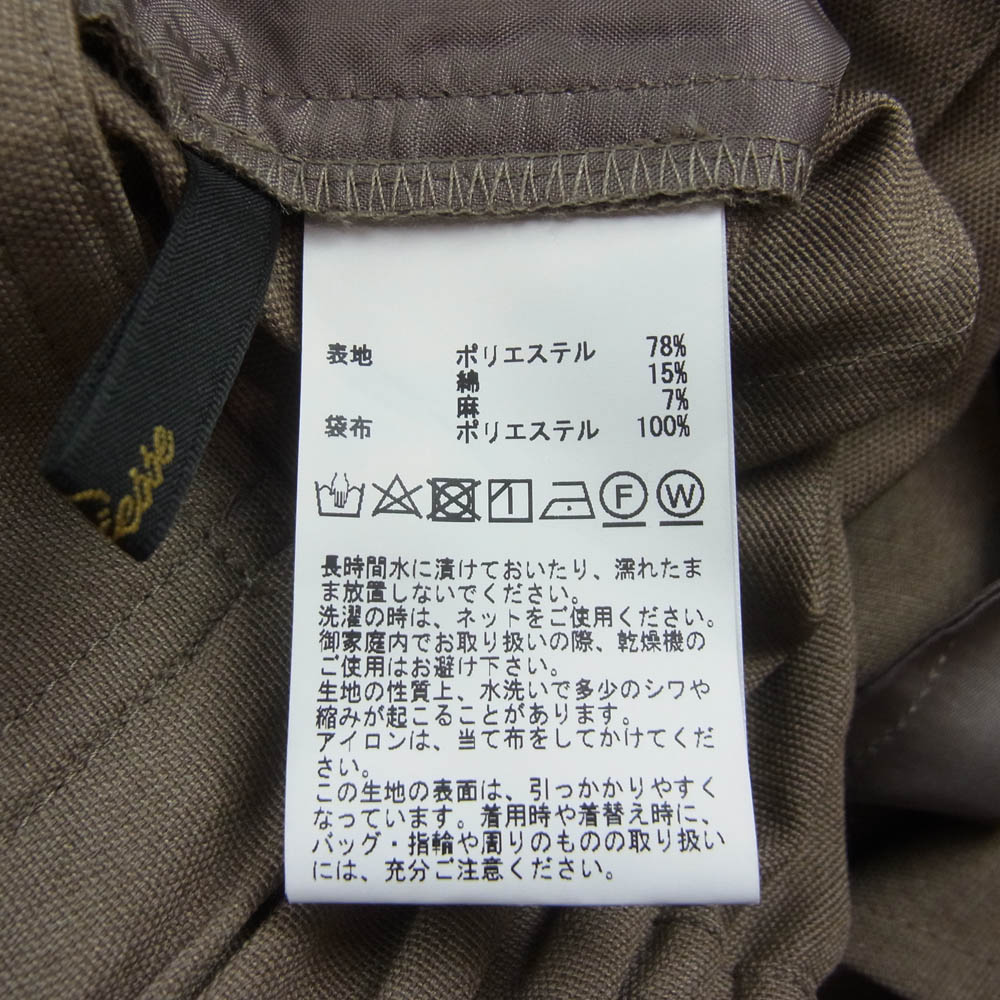 表地 ポリエステル 78%
綿 15%
麻 7%
袋布 ポリエステル 100%
F W
長時間水に漬けておいたり、濡れたま
ま放置しないでください。
洗濯の時は、ネットをご使用ください。
御家庭内でお取り扱いの際、乾燥機の
ご使用はお避け下さい。
生地の性質上、水洗いで多少のシワや
縮みが起こることがあります。
アイロンは、当て布をしてかけてくだ
さい。
この生地の表面は、引っかかりやすく
なっています。着用時や着替え時に、
バッグ・指輪や周りのものの取り扱い
には、充分ご注意ください。